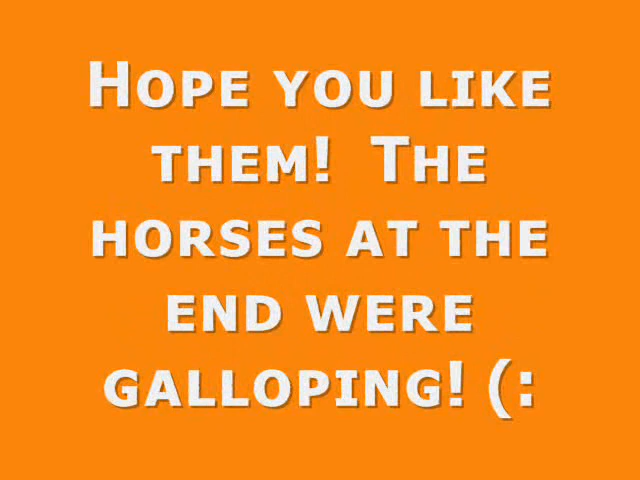 Hope you like
them!  The
horses at the
end were
galloping! (: